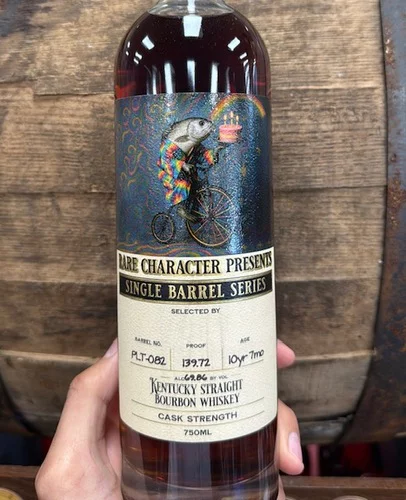 RARE CHARACTER PRESENTS
SINGLE BARREL SERIES
SELECTED BY
BARREL NO. PROOF AGE
PLT-082 139.72 10yr 7mo
ALC 69.86 BY VOL.
KENTUCKY STRAIGHT
BOURBON WHISKEY
CASK STRENGTH
750ML